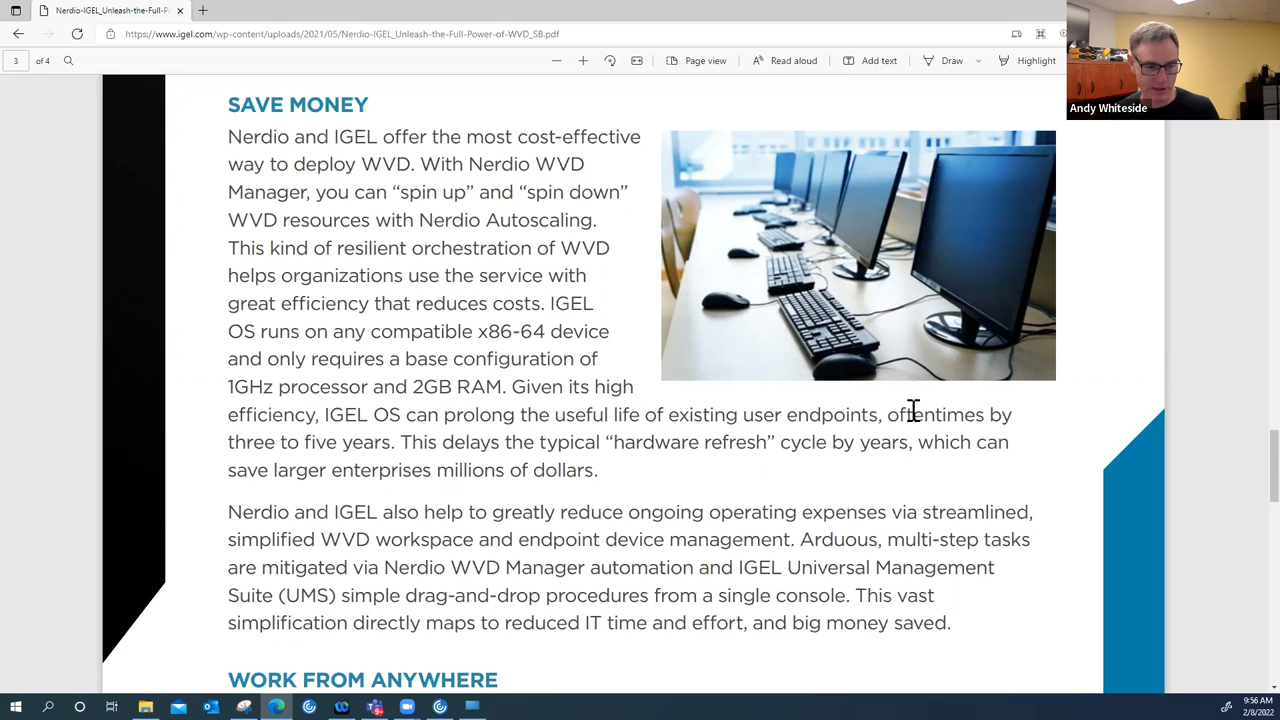 Nerdio-IGEL_Unleash-the-Full-P
https://www.igel.com/wp-content/uploads/2021/05/Nerdio-IGEL_Unleash-the-Full-Power-of-WVD_SB.pdf
3 of 4 Page view Read aloud Add text Draw Highlight
Andy Whiteside
SAVE MONEY
Nerdio and IGEL offer the most cost-effective
way to deploy WVD. With Nerdio WVD
Manager, you can “spin up” and “spin down”
WVD resources with Nerdio Autoscaling.
This kind of resilient orchestration of WVD
helps organizations use the service with
great efficiency that reduces costs. IGEL
OS runs on any compatible x86-64 device
and only requires a base configuration of
1GHz processor and 2GB RAM. Given its high
efficiency, IGEL OS can prolong the useful life of existing user endpoints, oftentimes by
three to five years. This delays the typical “hardware refresh” cycle by years, which can
save larger enterprises millions of dollars.
Nerdio and IGEL also help to greatly reduce ongoing operating expenses via streamlined,
simplified WVD workspace and endpoint device management. Arduous, multi-step tasks
are mitigated via Nerdio WVD Manager automation and IGEL Universal Management
Suite (UMS) simple drag-and-drop procedures from a single console. This vast
simplification directly maps to reduced IT time and effort, and big money saved.
WORK FROM ANYWHERE
9:56 AM
2/8/2022